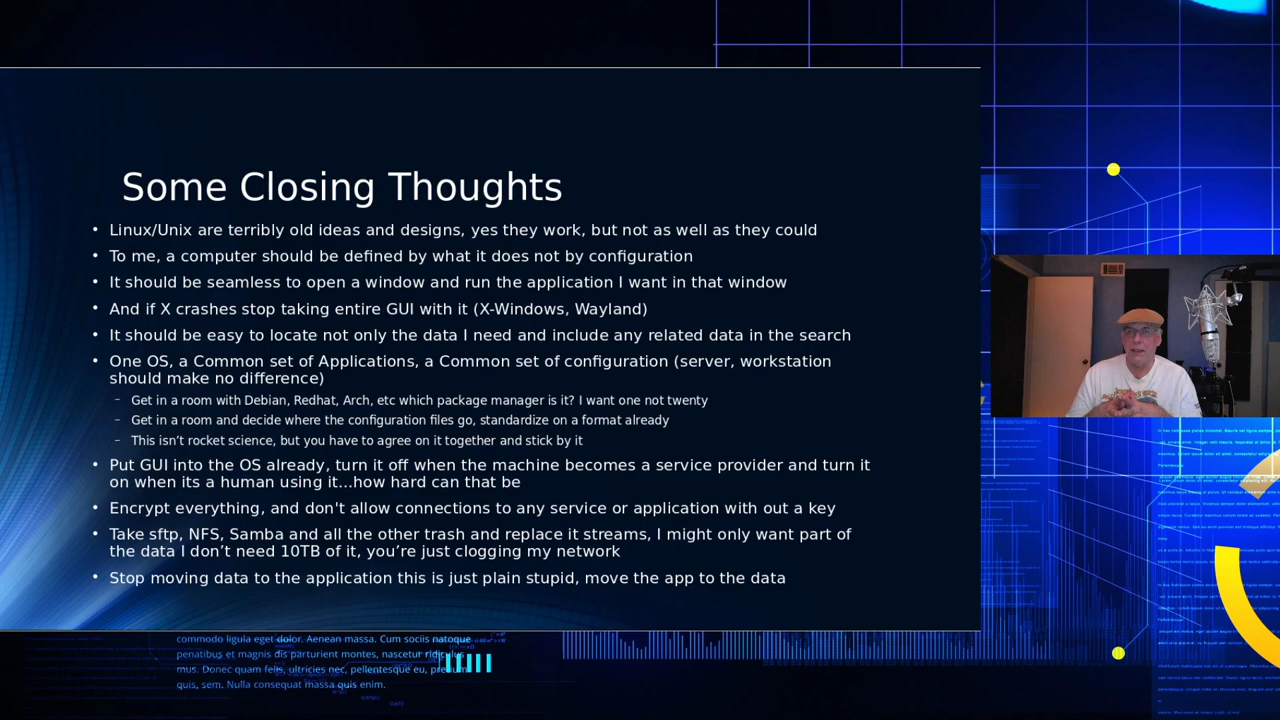 Some Closing Thoughts
• Linux/Unix are terribly old ideas and designs, yes they work, but not as well as they could
• To me, a computer should be defined by what it does not by configuration
• It should be seamless to open a window and run the application I want in that window
• And if X crashes stop taking entire GUI with it (X-Windows, Wayland)
• It should be easy to locate not only the data I need and include any related data in the search
• One OS, a Common set of Applications, a Common set of configuration (server, workstation
should make no difference)
– Get in a room with Debian, Redhat, Arch, etc which package manager is it? I want one not twenty
– Get in a room and decide where the configuration files go, standardize on a format already
– This isn’t rocket science, but you have to agree on it together and stick by it
• Put GUI into the OS already, turn it off when the machine becomes a service provider and turn it
on when its a human using it...how hard can that be
• Encrypt everything, and don't allow connections to any service or application with out a key
• Take sftp, NFS, Samba and all the other trash and replace it streams, I might only want part of
the data I don’t need 10TB of it, you’re just clogging my network
• Stop moving data to the application this is just plain stupid, move the app to the data
commodo ligula eget dolor. Aenean massa. Cum sociis natoque
penatibus et magnis dis parturient montes, nascetur
mus. Donec quam felis, ultricies nec, pellentesque eu,
quis, sem. Nulla consequat massa quis enim.